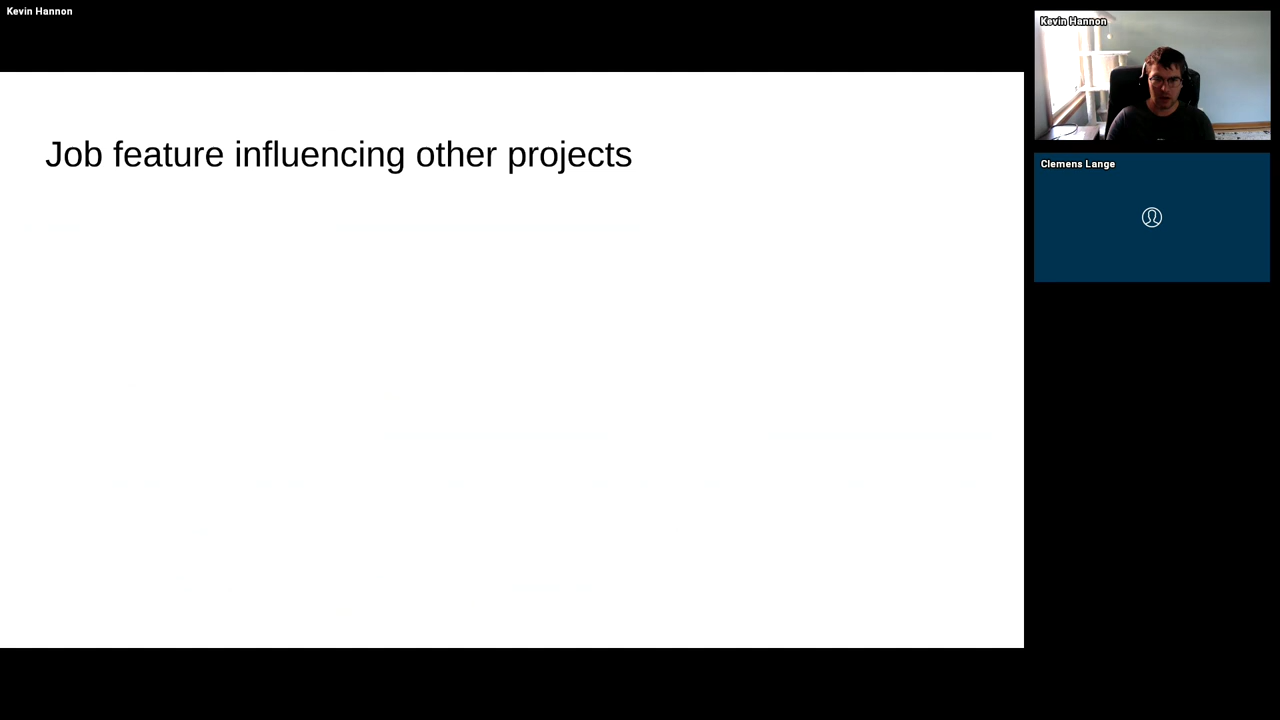 Kevin Hannon
Job feature influencing other projects
Kevin Hannon
Clemens Lange